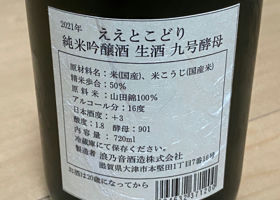 2021年
ええとこどり
純米吟醸酒 生酒 九号酵母
原材料名:米(国産)、米こうじ(国産米)
精米歩合:50%
原料米:山田錦100%
アルコール分:16度
日本酒度:+3
酸度:1.8 酵母:901
内容量:720ml
冷蔵庫にて保存ください。
製造者 浪乃音酒造株式会社
滋賀県大津市本堅田1丁目7番16号
お酒は20歳になってから